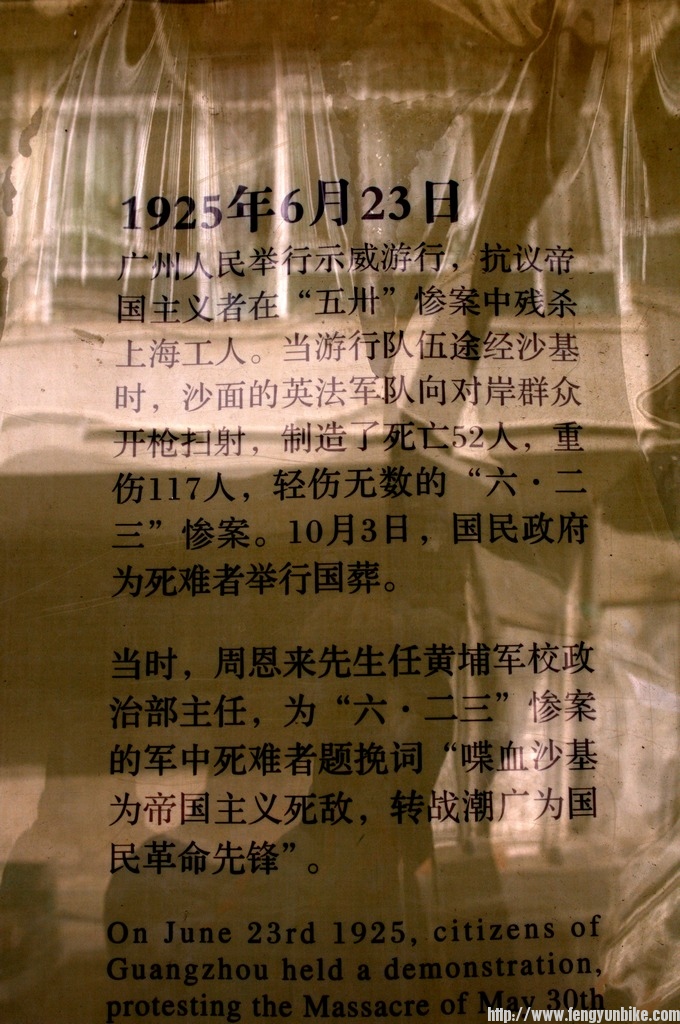 1925年6月23日
广州人民举行示威游行，抗议帝
国主义者在“五卅”惨案中残杀
上海工人。当游行队伍途经沙基
时，沙面的英法军队向对岸群众
开枪扫射，制造了死亡52人，重
伤117人，轻伤无数的“六·二
三”惨案。10月3日，国民政府
为死难者举行国葬。
当时，周恩来先生任黄埔军校政
治部主任，为“六·二三”惨案
的军中死难者题挽词“喋血沙基
为帝国主义死敌，转战潮广为国
民革命先锋”。
On June 23rd 1925, citizens of
Guangzhou held a demonstration,
protesting the Massacre of May 30th
http://www.fengyunbike.com